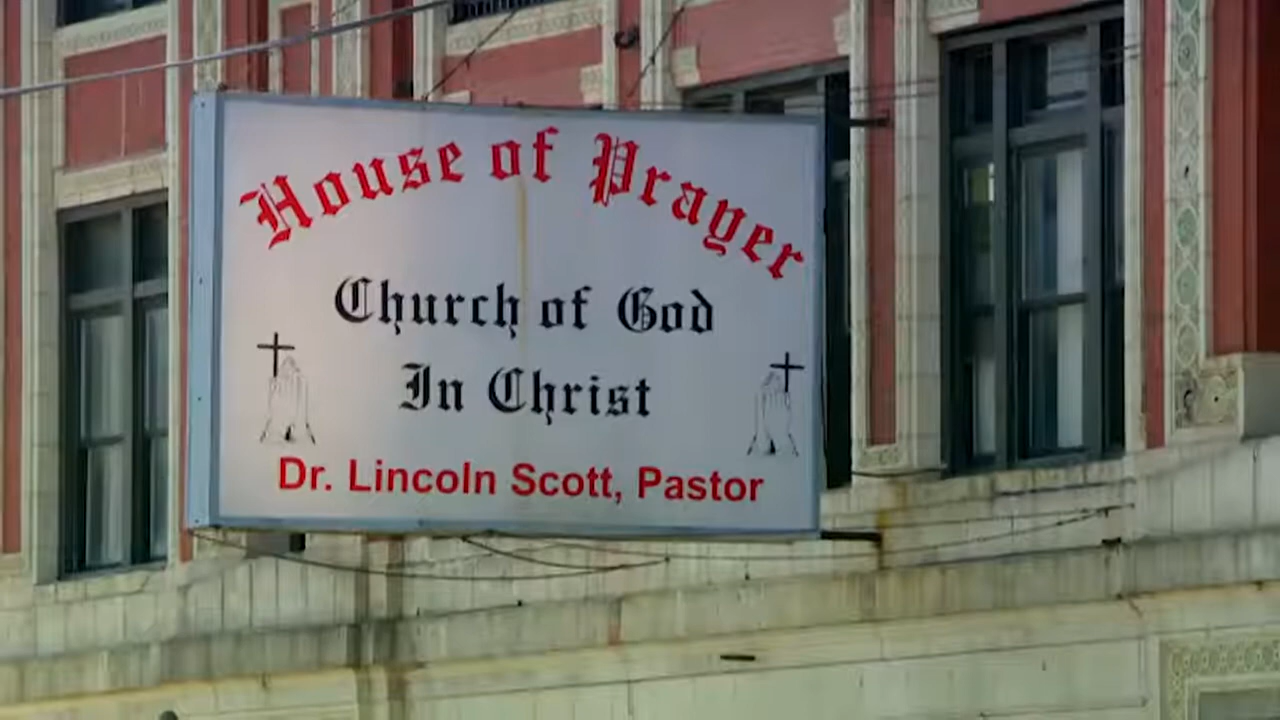 House of Prayer
Church of God
In Christ
Dr. Lincoln Scott, Pastor